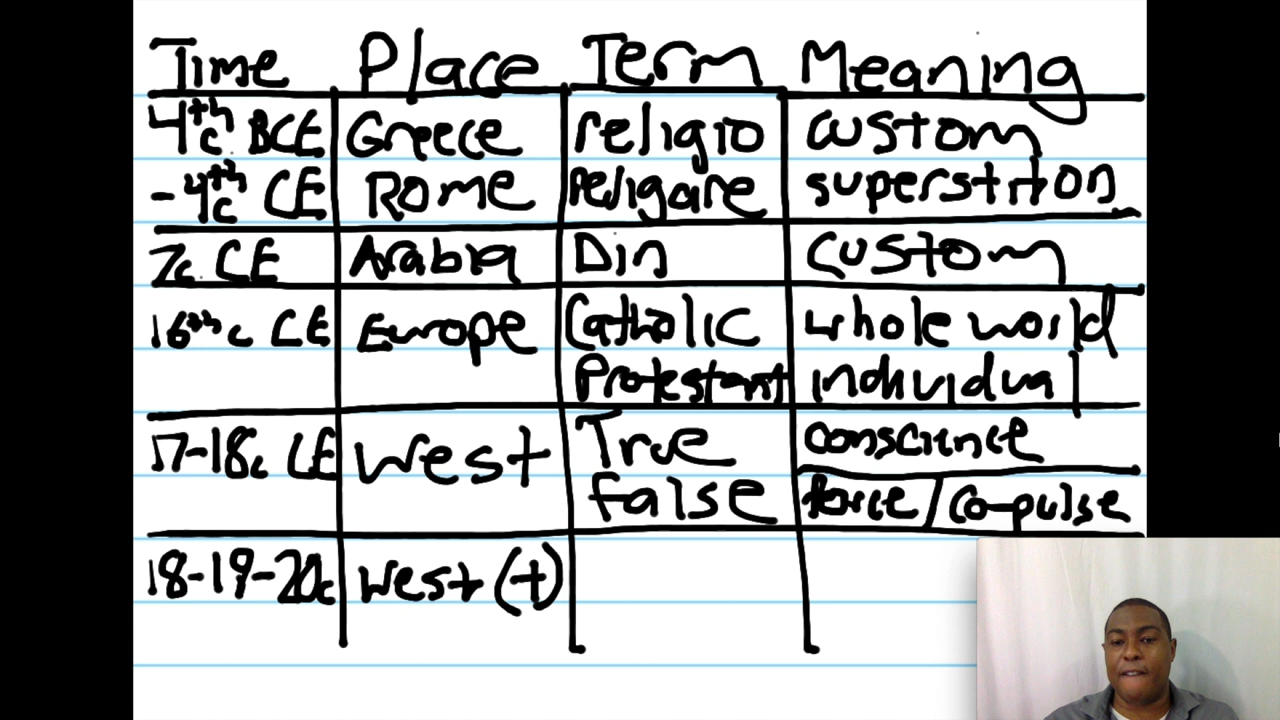 Time Place Term Meaning
4th c BCE Greece religio custom
-4th c CE Rome Religare superstition
7c. CE Arabia Din custom
16th c CE Europe Catholic whole world
Protestant individual
17-18c CE West True conscience
False force/co-pulse
18-19-20c West (+)